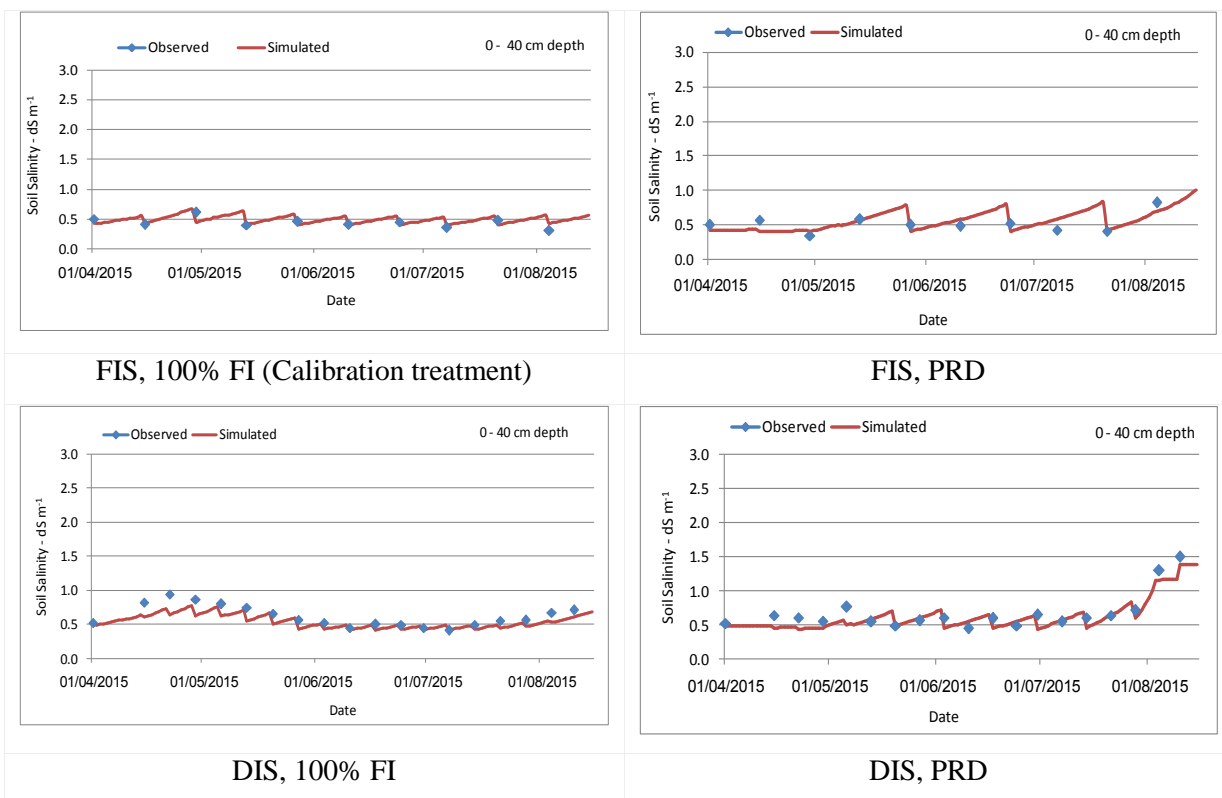 Observed Simulated 0 - 40 cm depth
3.0
2.5
2.0
1.5
1.0
0.5
0.0
Soil Salinity - dS m⁻¹
01/04/2015 01/05/2015 01/06/2015 01/07/2015 01/08/2015
Date
FIS, 100% FI (Calibration treatment)
Observed Simulated 0 - 40 cm depth
3.0
2.5
2.0
1.5
1.0
0.5
0.0
Soil Salinity - dS m⁻¹
01/04/2015 01/05/2015 01/06/2015 01/07/2015 01/08/2015
Date
FIS, PRD
Observed Simulated 0 - 40 cm depth
3.0
2.5
2.0
1.5
1.0
0.5
0.0
Soil Salinity - dS m⁻¹
01/04/2015 01/05/2015 01/06/2015 01/07/2015 01/08/2015
Date
DIS, 100% FI
Observed Simulated 0 - 40 cm depth
3.0
2.5
2.0
1.5
1.0
0.5
0.0
Soil Salinity - dS m⁻¹
01/04/2015 01/05/2015 01/06/2015 01/07/2015 01/08/2015
Date
DIS, PRD